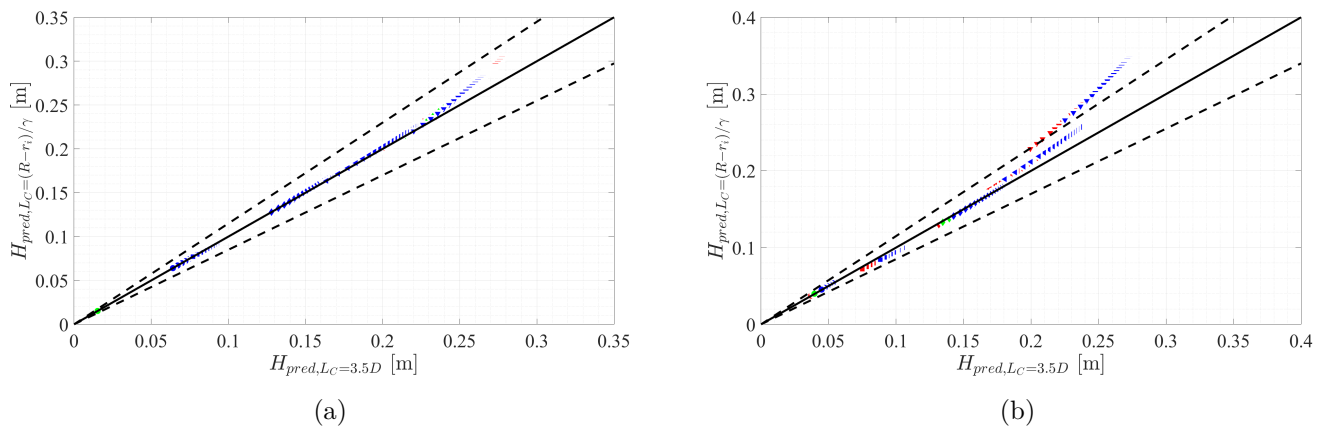 0.35
0.3
0.25
0.2
0.15
0.1
0.05
0
H_{pred,L_C=(R-r_i)/γ} [m]
0 0.05 0.1 0.15 0.2 0.25 0.3 0.35
H_{pred,L_C=3.5D} [m]
(a)
0.4
0.3
0.2
0.1
0
H_{pred,L_C=(R-r_i)/γ} [m]
0 0.05 0.1 0.15 0.2 0.25 0.3 0.35 0.4
H_{pred,L_C=3.5D} [m]
(b)